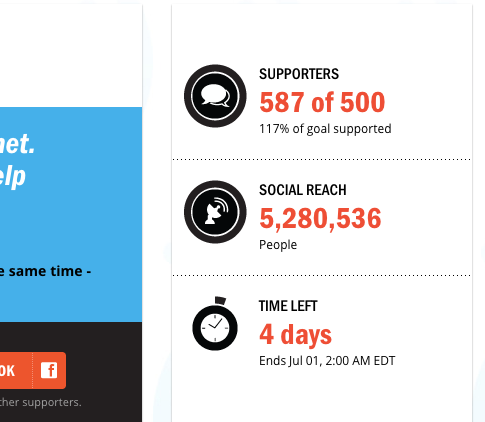 net.
elp
e same time -
OK
ther supporters.
SUPPORTERS
587 of 500
117% of goal supported
SOCIAL REACH
5,280,536
People
TIME LEFT
4 days
Ends Jul 01, 2:00 AM EDT